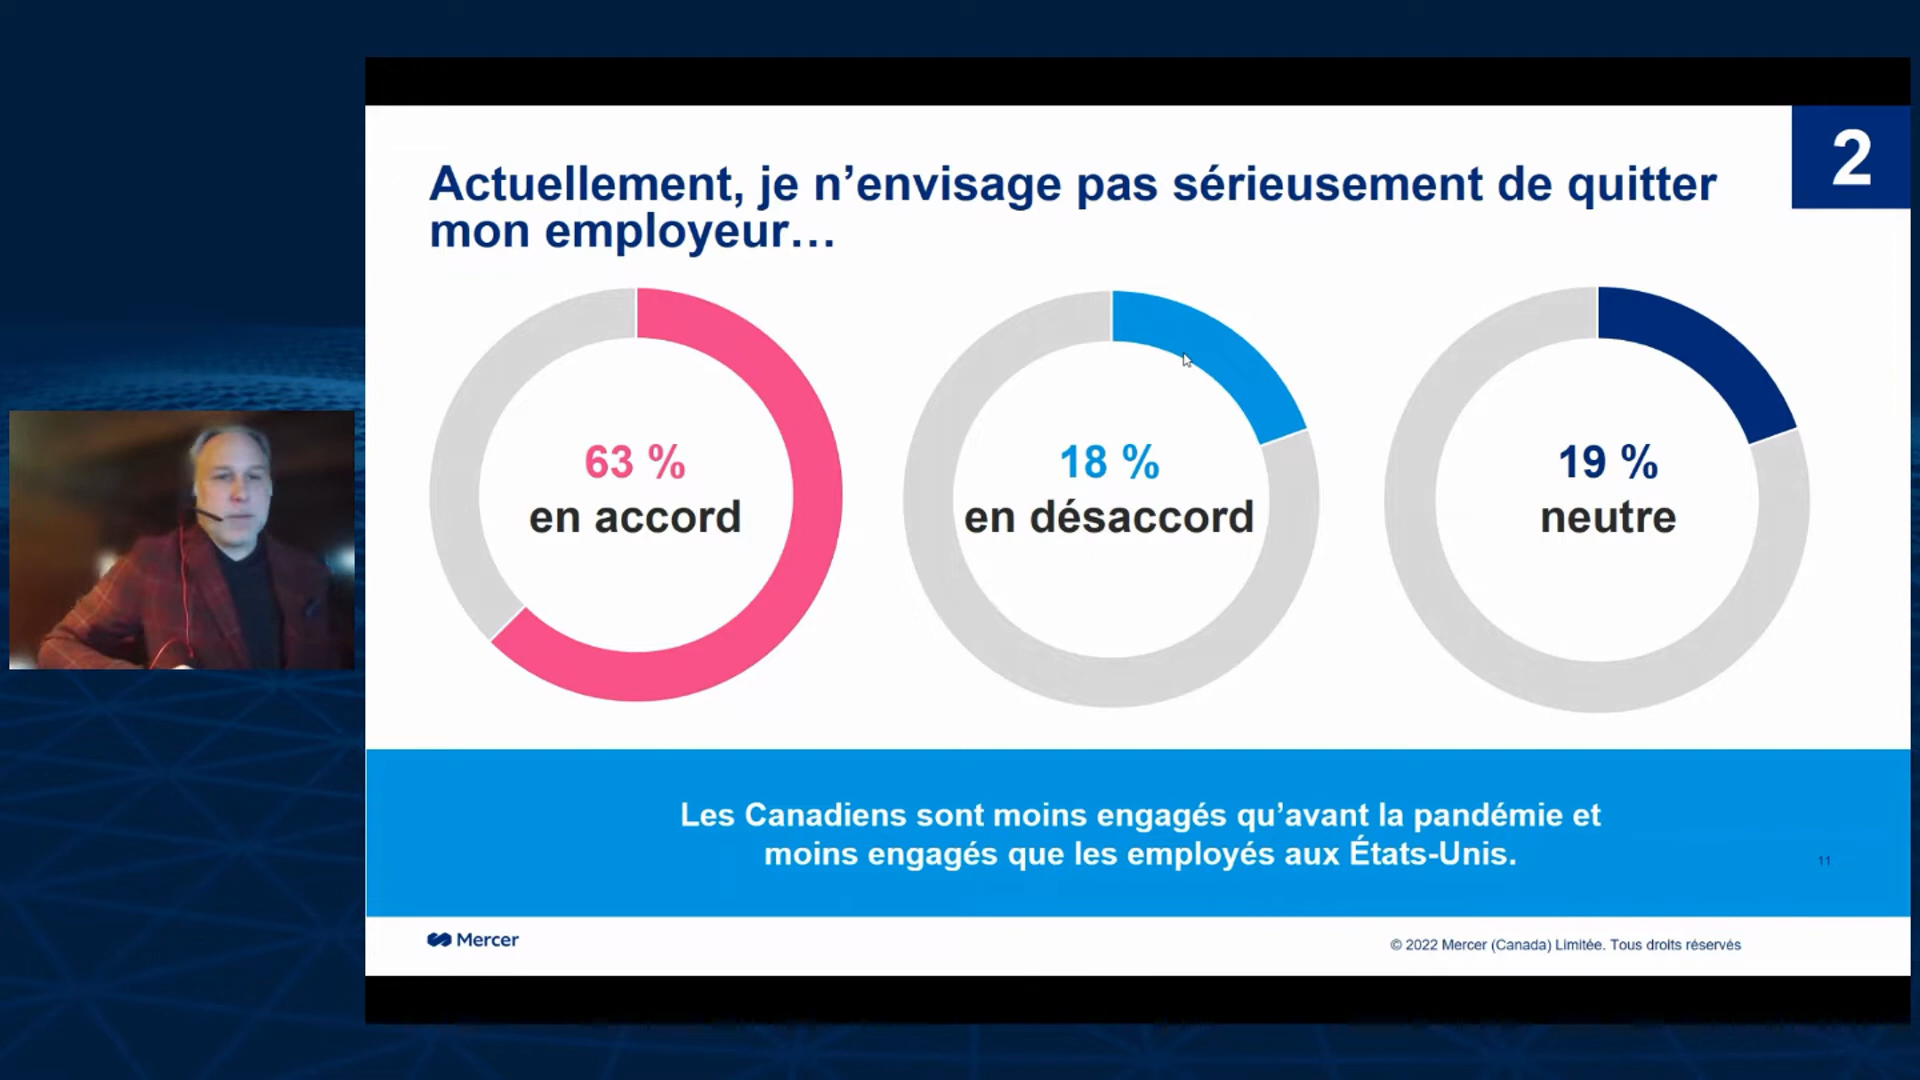 2
Actuellement, je n’envisage pas sérieusement de quitter
mon employeur…
63 %
en accord
18 %
en désaccord
19 %
neutre
Les Canadiens sont moins engagés qu’avant la pandémie et
moins engagés que les employés aux États-Unis.
11
Mercer
© 2022 Mercer (Canada) Limitée. Tous droits réservés